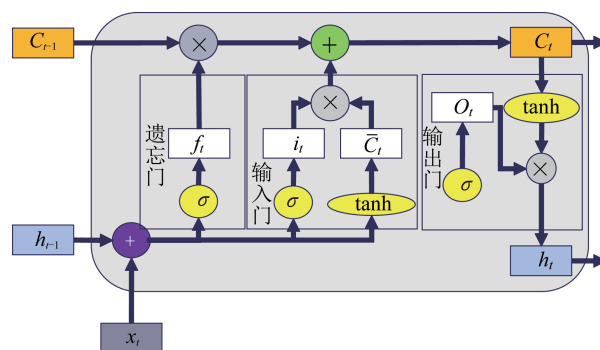 C_{t-1}
×
+
C_t
遗忘门
f_t
σ
输入门
×
i_t
C̄_t
σ
tanh
输出门
O_t
tanh
σ
×
h_{t-1}
+
h_t
x_t